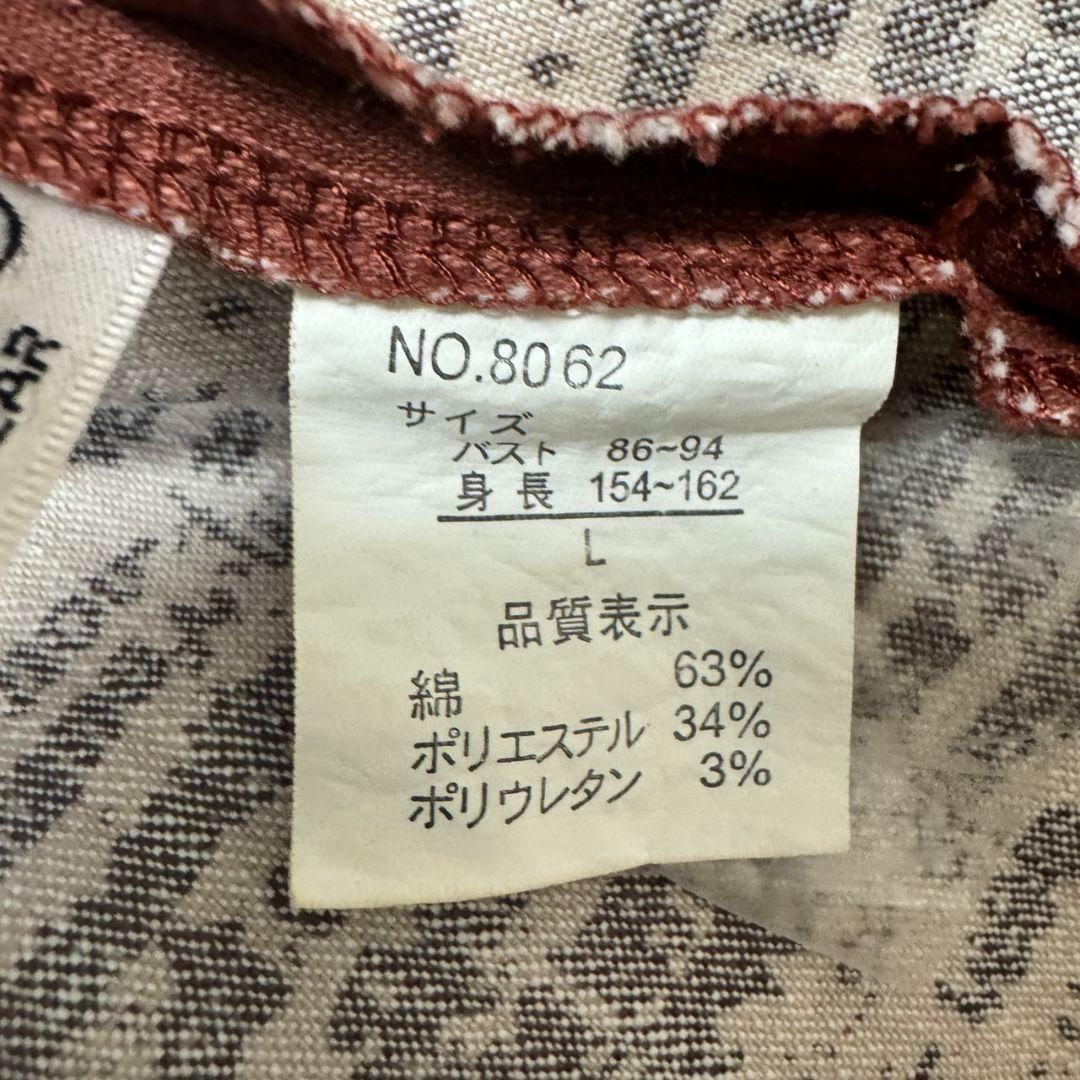 NO.8062
サイズ
バスト 86~94
身長 154~162
L
品質表示
綿 63%
ポリエステル 34%
ポリウレタン 3%